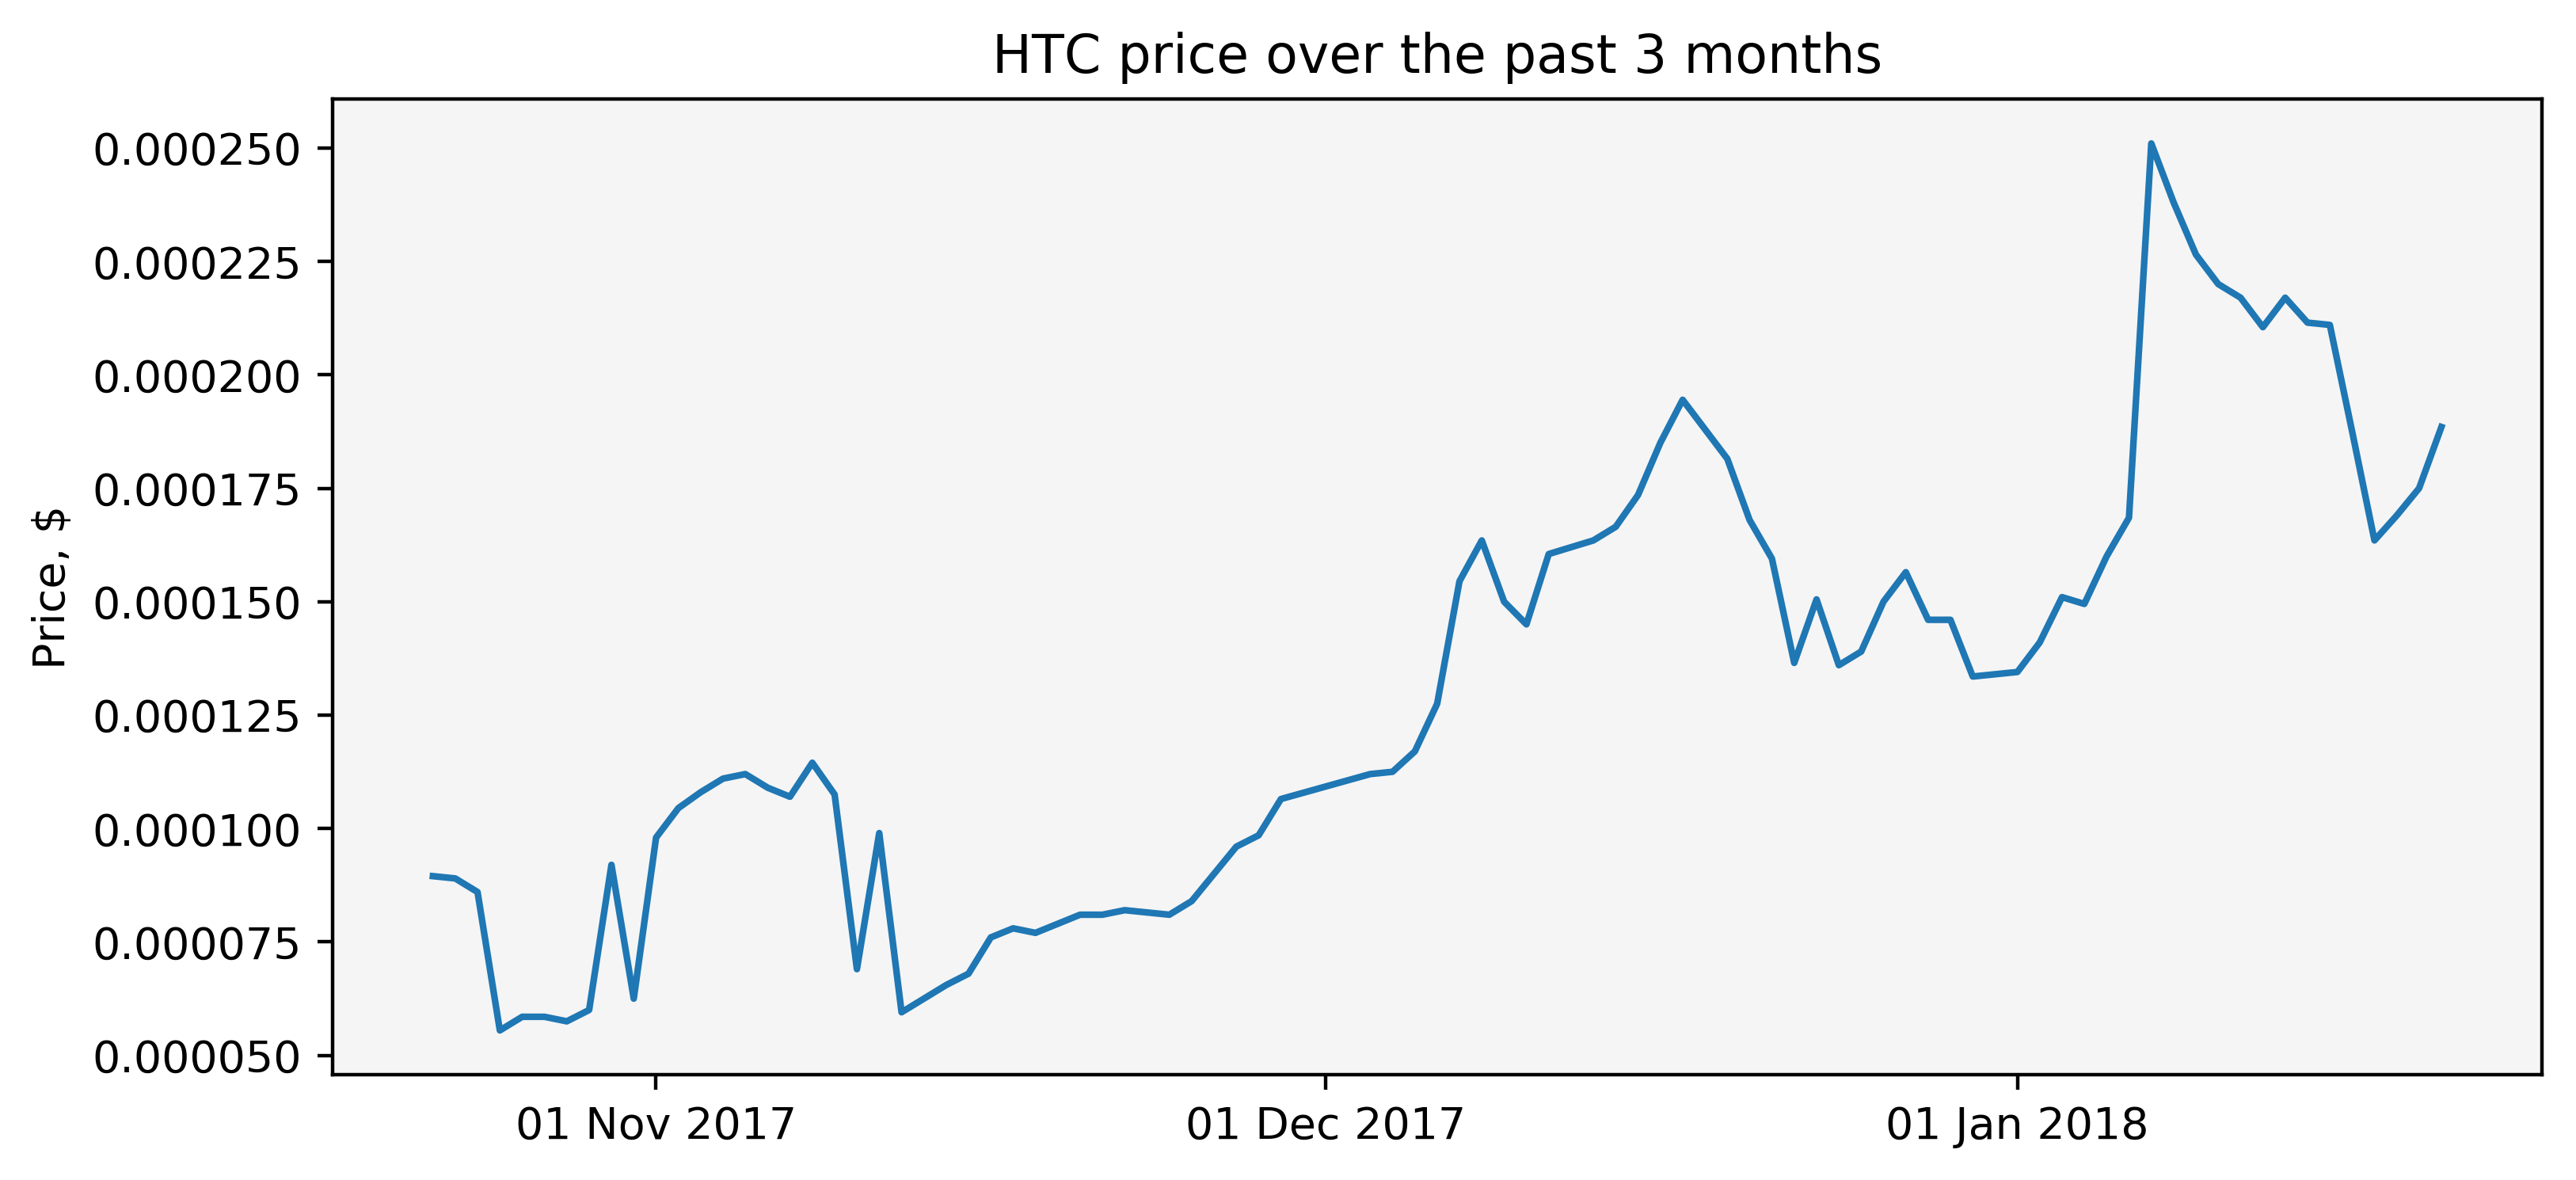 HTC price over the past 3 months
Price, $
0.000250
0.000225
0.000200
0.000175
0.000150
0.000125
0.000100
0.000075
0.000050
01 Nov 2017
01 Dec 2017
01 Jan 2018